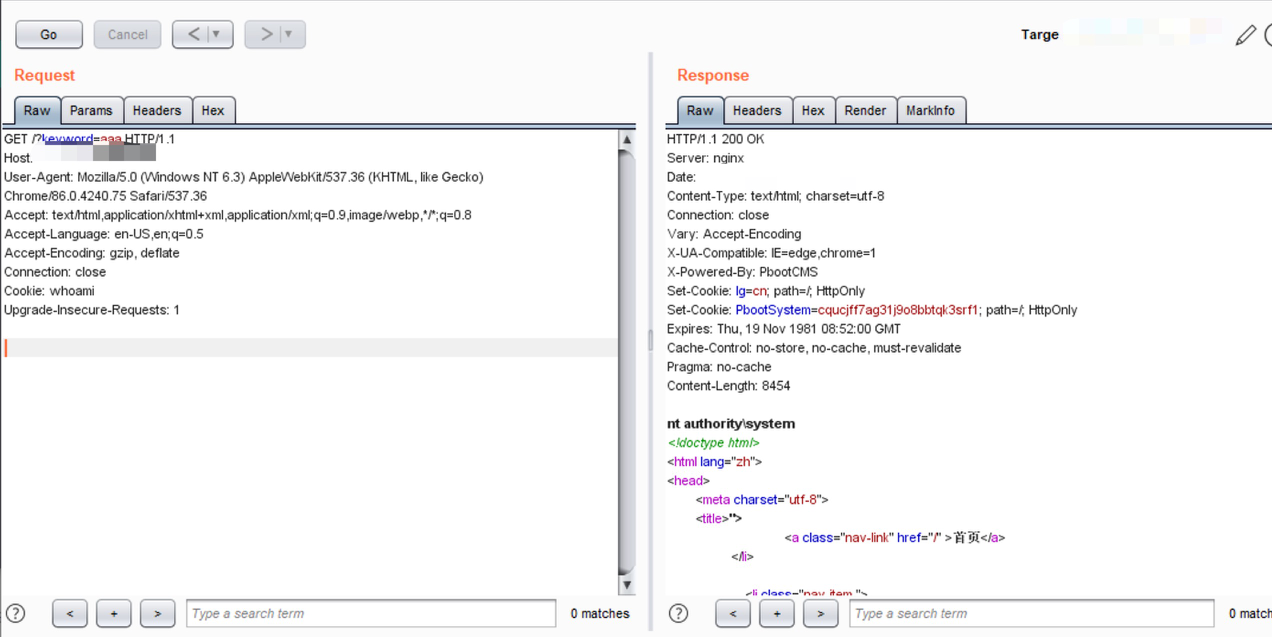 Go Cancel < > Targe
Request
Raw Params Headers Hex
GET /?keyword=aaa HTTP/1.1
Host.
User-Agent: Mozilla/5.0 (Windows NT 6.3) AppleWebKit/537.36 (KHTML, like Gecko)
Chrome/86.0.4240.75 Safari/537.36
Accept: text/html,application/xhtml+xml,application/xml;q=0.9,image/webp,*/*;q=0.8
Accept-Language: en-US,en;q=0.5
Accept-Encoding: gzip, deflate
Connection: close
Cookie: whoami
Upgrade-Insecure-Requests: 1
? < + > Type a search term 0 matches
Response
Raw Headers Hex Render MarkInfo
HTTP/1.1 200 OK
Server: nginx
Date:
Content-Type: text/html; charset=utf-8
Connection: close
Vary: Accept-Encoding
X-UA-Compatible: IE=edge,chrome=1
X-Powered-By: PbootCMS
Set-Cookie: lg=cn; path=/; HttpOnly
Set-Cookie: PbootSystem=cqucjff7ag31j9o8bbtqk3srf1; path=/; HttpOnly
Expires: Thu, 19 Nov 1981 08:52:00 GMT
Cache-Control: no-store, no-cache, must-revalidate
Pragma: no-cache
Content-Length: 8454
nt authority\system
<!doctype html>
<html lang="zh">
<head>
<meta charset="utf-8">
<title>"">
<a class="nav-link" href="/" >首页</a>
</li>
<li class="nav-item ">
? < + > Type a search term 0 match